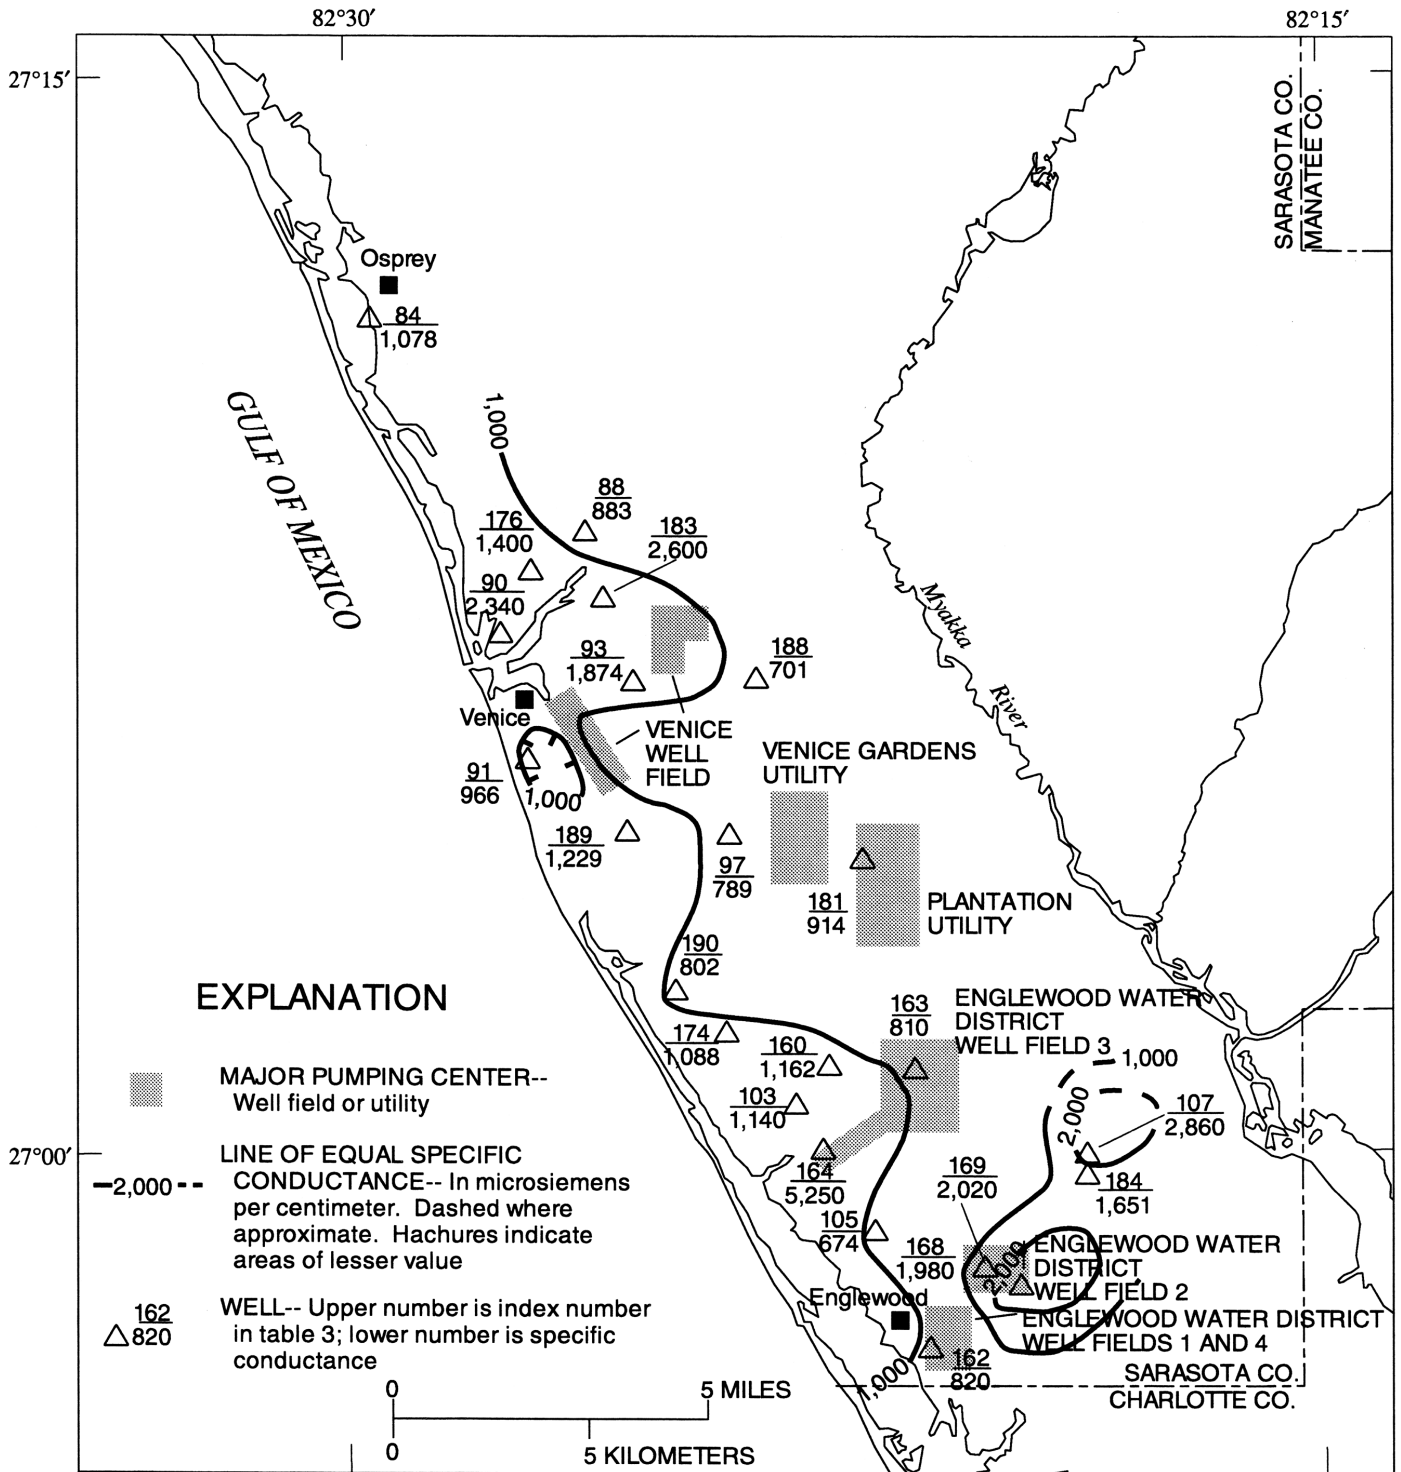 82°30′
82°15′
27°15′
SARASOTA CO.
MANATEE CO.
Osprey
84
1,078
GULF OF MEXICO
1,000
88
883
176
1,400
183
2,600
90
2,340
Myakka
River
93
1,874
188
701
Venice
VENICE
WELL
FIELD
VENICE GARDENS
UTILITY
91
966
1,000
189
1,229
97
789
181
914
PLANTATION
UTILITY
190
802
EXPLANATION
163
810
ENGLEWOOD WATER
DISTRICT
WELL FIELD 3
174
1,088
160
1,162
1,000
MAJOR PUMPING CENTER--
Well field or utility
103
1,140
2,000
107
2,860
27°00′
LINE OF EQUAL SPECIFIC
2,000
CONDUCTANCE-- In microsiemens
per centimeter. Dashed where
approximate. Hachures indicate
areas of lesser value
164
5,250
169
2,020
184
1,651
105
674
168
1,980
2,000
ENGLEWOOD WATER
DISTRICT
WELL FIELD 2
Englewood
162
820
WELL-- Upper number is index number
in table 3; lower number is specific
conductance
ENGLEWOOD WATER DISTRICT
WELL FIELDS 1 AND 4
162
820
1,000
SARASOTA CO.
CHARLOTTE CO.
0
5 MILES
0
5 KILOMETERS